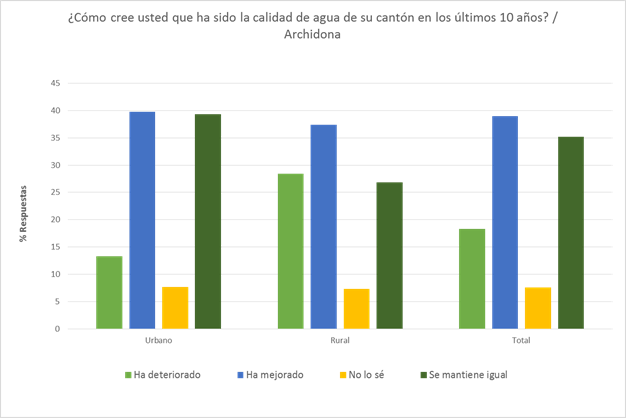 ¿Cómo cree usted que ha sido la calidad de agua de su cantón en los últimos 10 años? /
Archidona
45
40
35
30
25
20
15
10
5
0
% Respuestas
Urbano Rural Total
Ha deteriorado Ha mejorado No lo sé Se mantiene igual